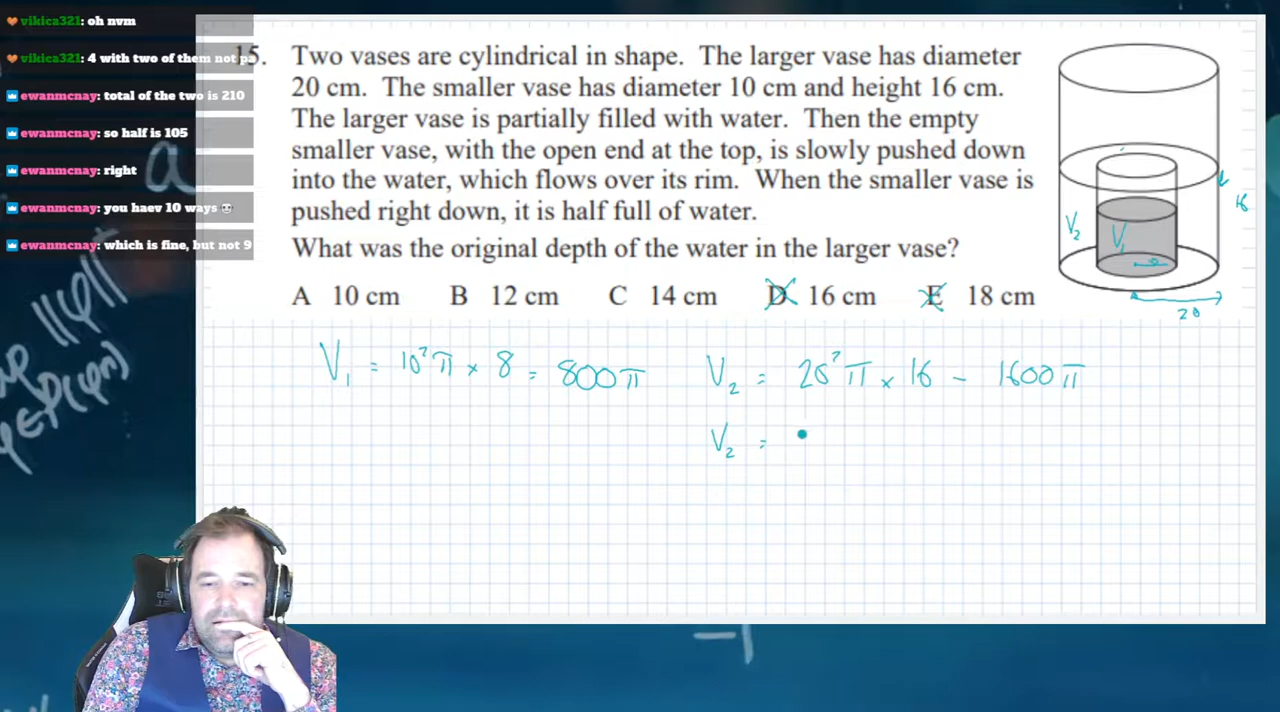 vikica321: oh nvm
vikica321: 4 with two of them not p
ewanmcnay: total of the two is 210
ewanmcnay: so half is 105
ewanmcnay: right
ewanmcnay: you haev 10 ways
ewanmcnay: which is fine, but not 9
15. Two vases are cylindrical in shape. The larger vase has diameter
20 cm. The smaller vase has diameter 10 cm and height 16 cm.
The larger vase is partially filled with water. Then the empty
smaller vase, with the open end at the top, is slowly pushed down
into the water, which flows over its rim. When the smaller vase is
pushed right down, it is half full of water.
What was the original depth of the water in the larger vase?
A 10 cm B 12 cm C 14 cm D 16 cm E 18 cm
16
V₂
V₁
20
V₁ = 10²π × 8 = 800π V₂ = 20²π × 16 - 1600π
V₂ =
a
||φ||
φ∈P(φn)
-1